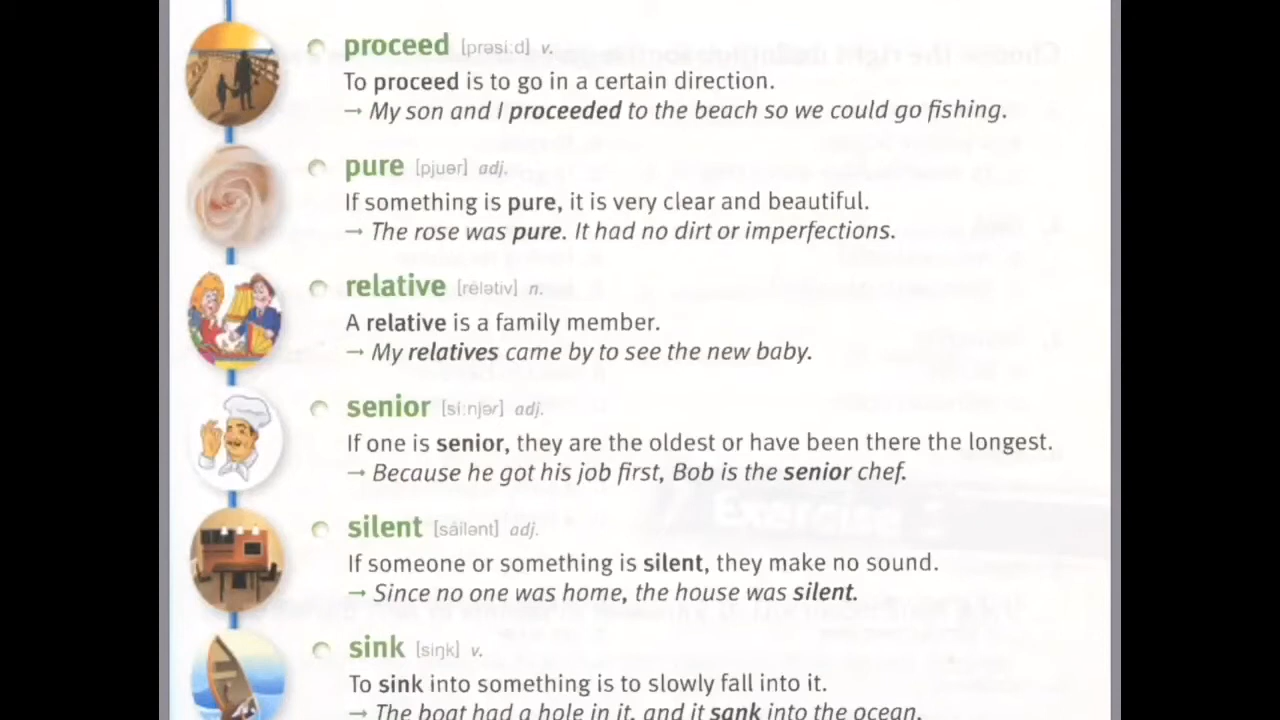 proceed [prəsíːd] v.
To proceed is to go in a certain direction.
→ My son and I proceeded to the beach so we could go fishing.
pure [pjuər] adj.
If something is pure, it is very clear and beautiful.
→ The rose was pure. It had no dirt or imperfections.
relative [rélətiv] n.
A relative is a family member.
→ My relatives came by to see the new baby.
senior [síːnjər] adj.
If one is senior, they are the oldest or have been there the longest.
→ Because he got his job first, Bob is the senior chef.
silent [sáilənt] adj.
If someone or something is silent, they make no sound.
→ Since no one was home, the house was silent.
sink [siŋk] v.
To sink into something is to slowly fall into it.
→ The boat had a hole in it, and it sank into the ocean.